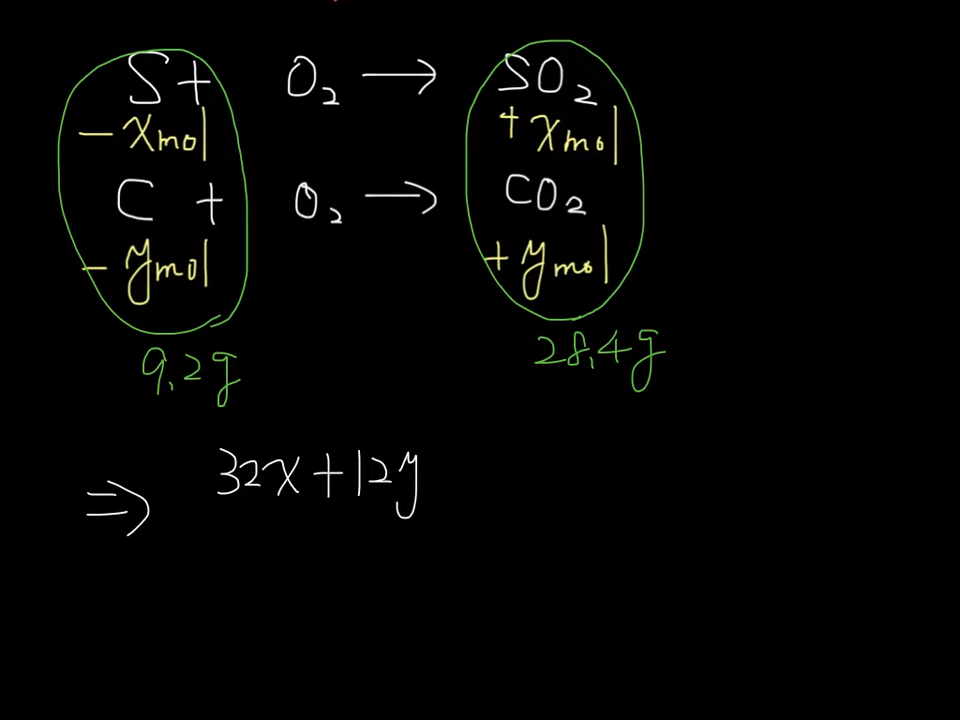 S + O₂ → SO₂
- x mol + x mol
C + O₂ → CO₂
- y mol + y mol
9.2g 28.4g
⇒ 32x + 12y